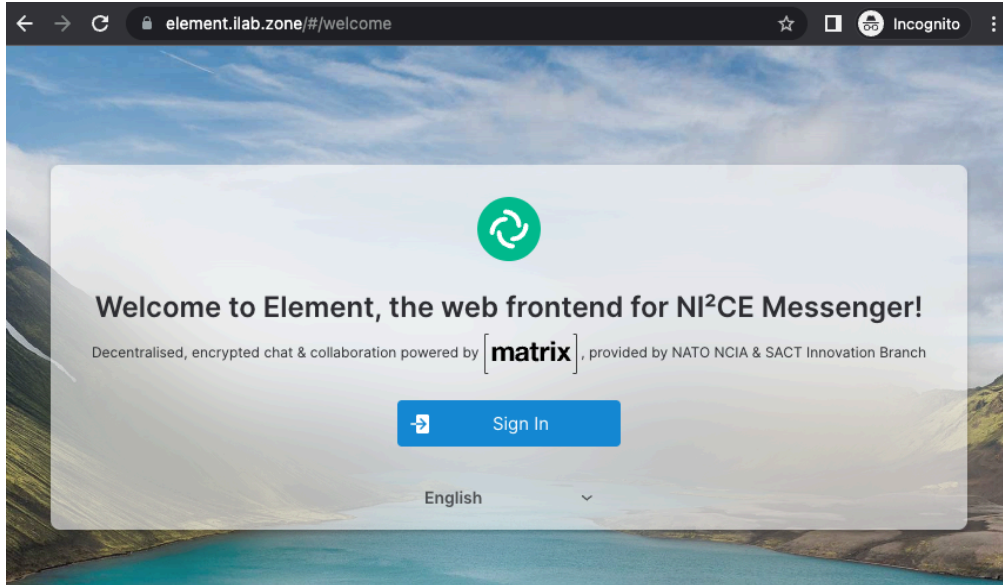 element.ilab.zone/#/welcome
Incognito
Welcome to Element, the web frontend for NI²CE Messenger!
Decentralised, encrypted chat & collaboration powered by [matrix], provided by NATO NCIA & SACT Innovation Branch
Sign In
English